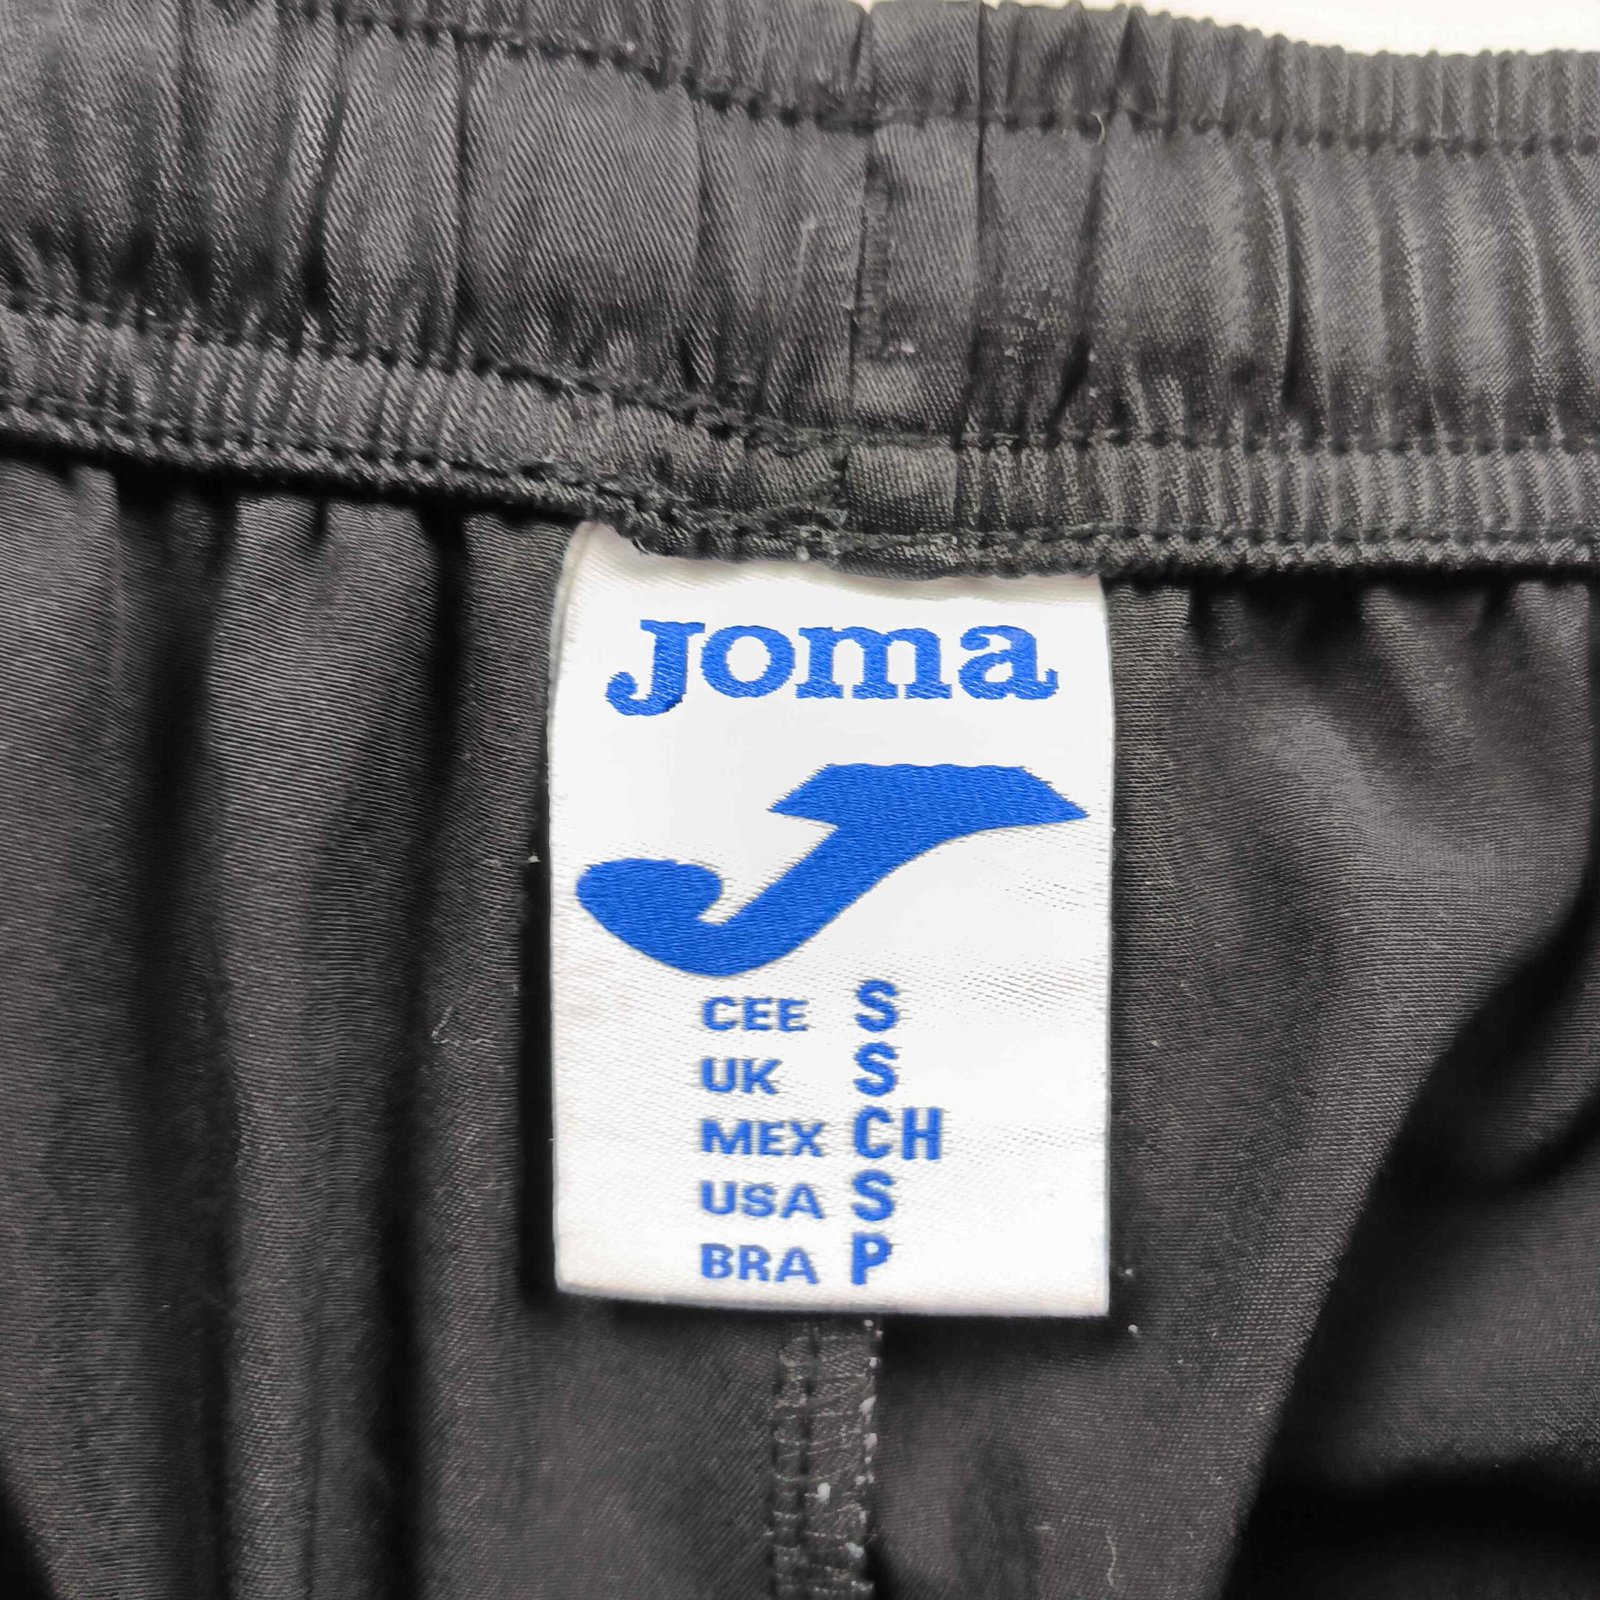 Joma
CEE S
UK S
MEX CH
USA S
BRA P